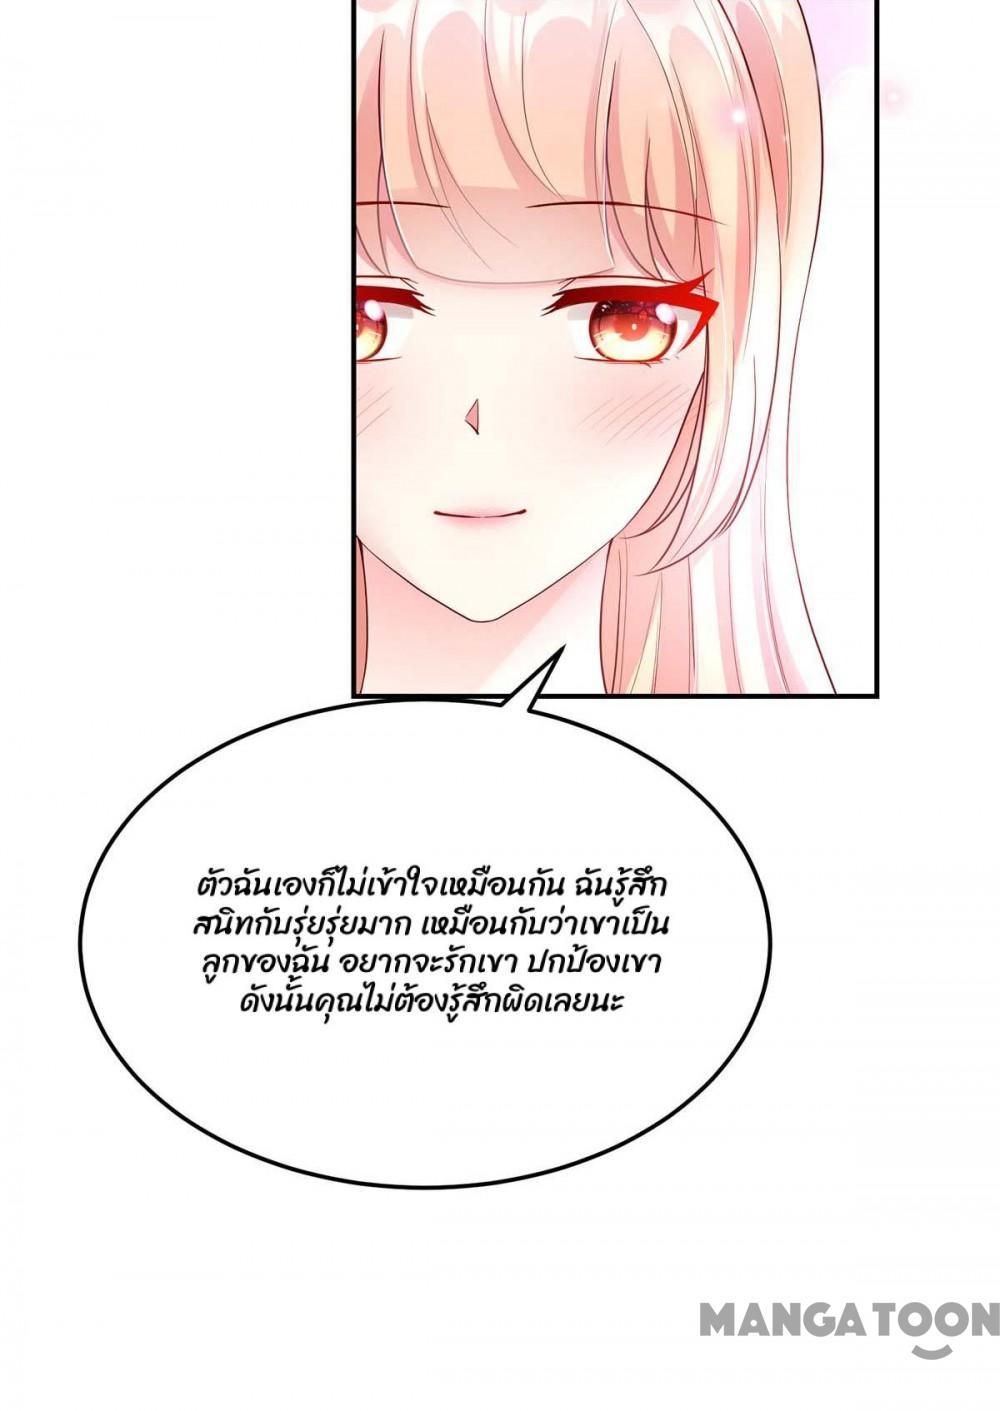 ตัวฉันเองก็ไม่เข้าใจเหมือนกัน ฉันรู้สึก
สนิทกับรุ่ยรุ่ยมาก เหมือนกับว่าเขาเป็น
ลูกของฉัน อยากจะรักเขา ปกป้องเขา
ดังนั้นคุณไม่ต้องรู้สึกผิดเลยนะ
MANGATOON